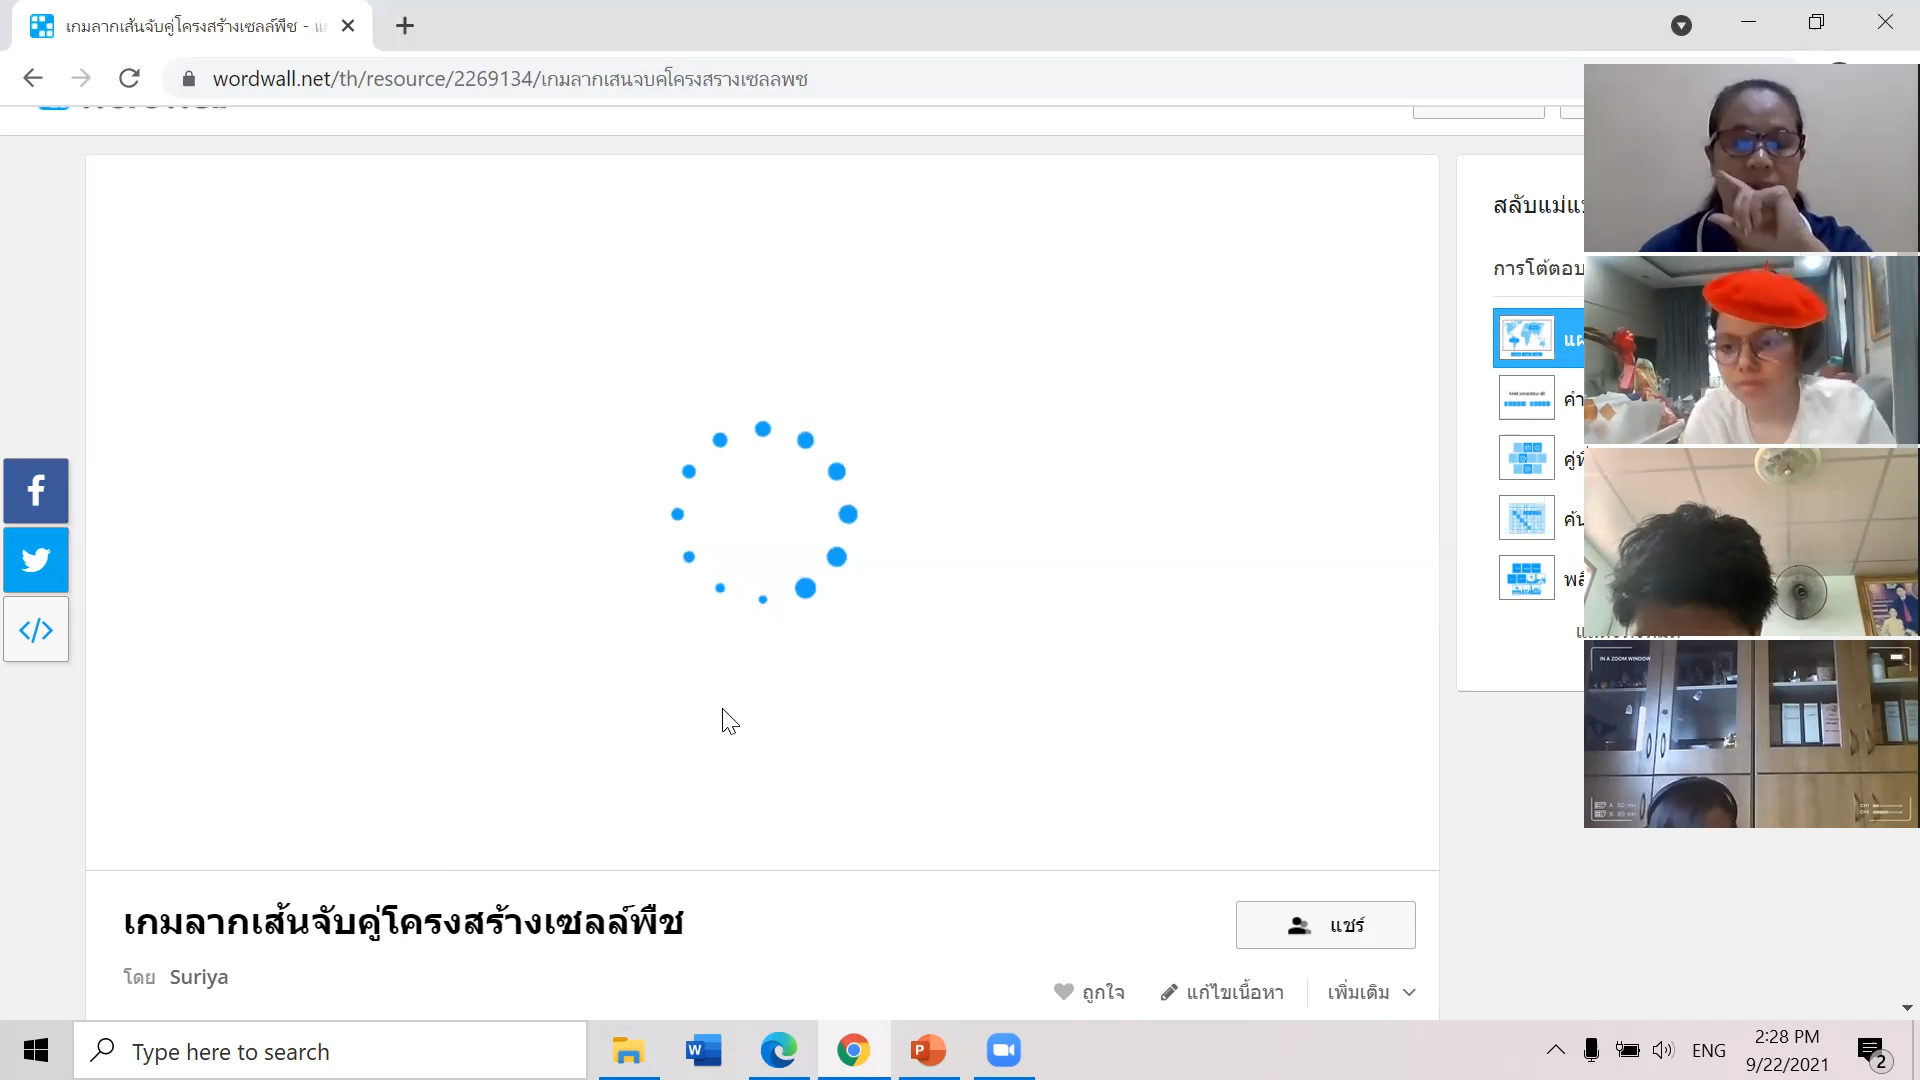 เกมลากเส้นจับคู่โครงสร้างเซลล์พืช - แผ
wordwall.net/th/resource/2269134/เกมลากเสนจบคโครงสรางเซลลพช
สลับแม่แบ
การโต้ตอบ
แผ
คำ
คู่ที่
ค้น
พลิ
IN A ZOOM WINDOW
เกมลากเส้นจับคู่โครงสร้างเซลล์พืช
แชร์
โดย Suriya
ถูกใจ
แก้ไขเนื้อหา
เพิ่มเติม
Type here to search
ENG
2:28 PM
9/22/2021
2